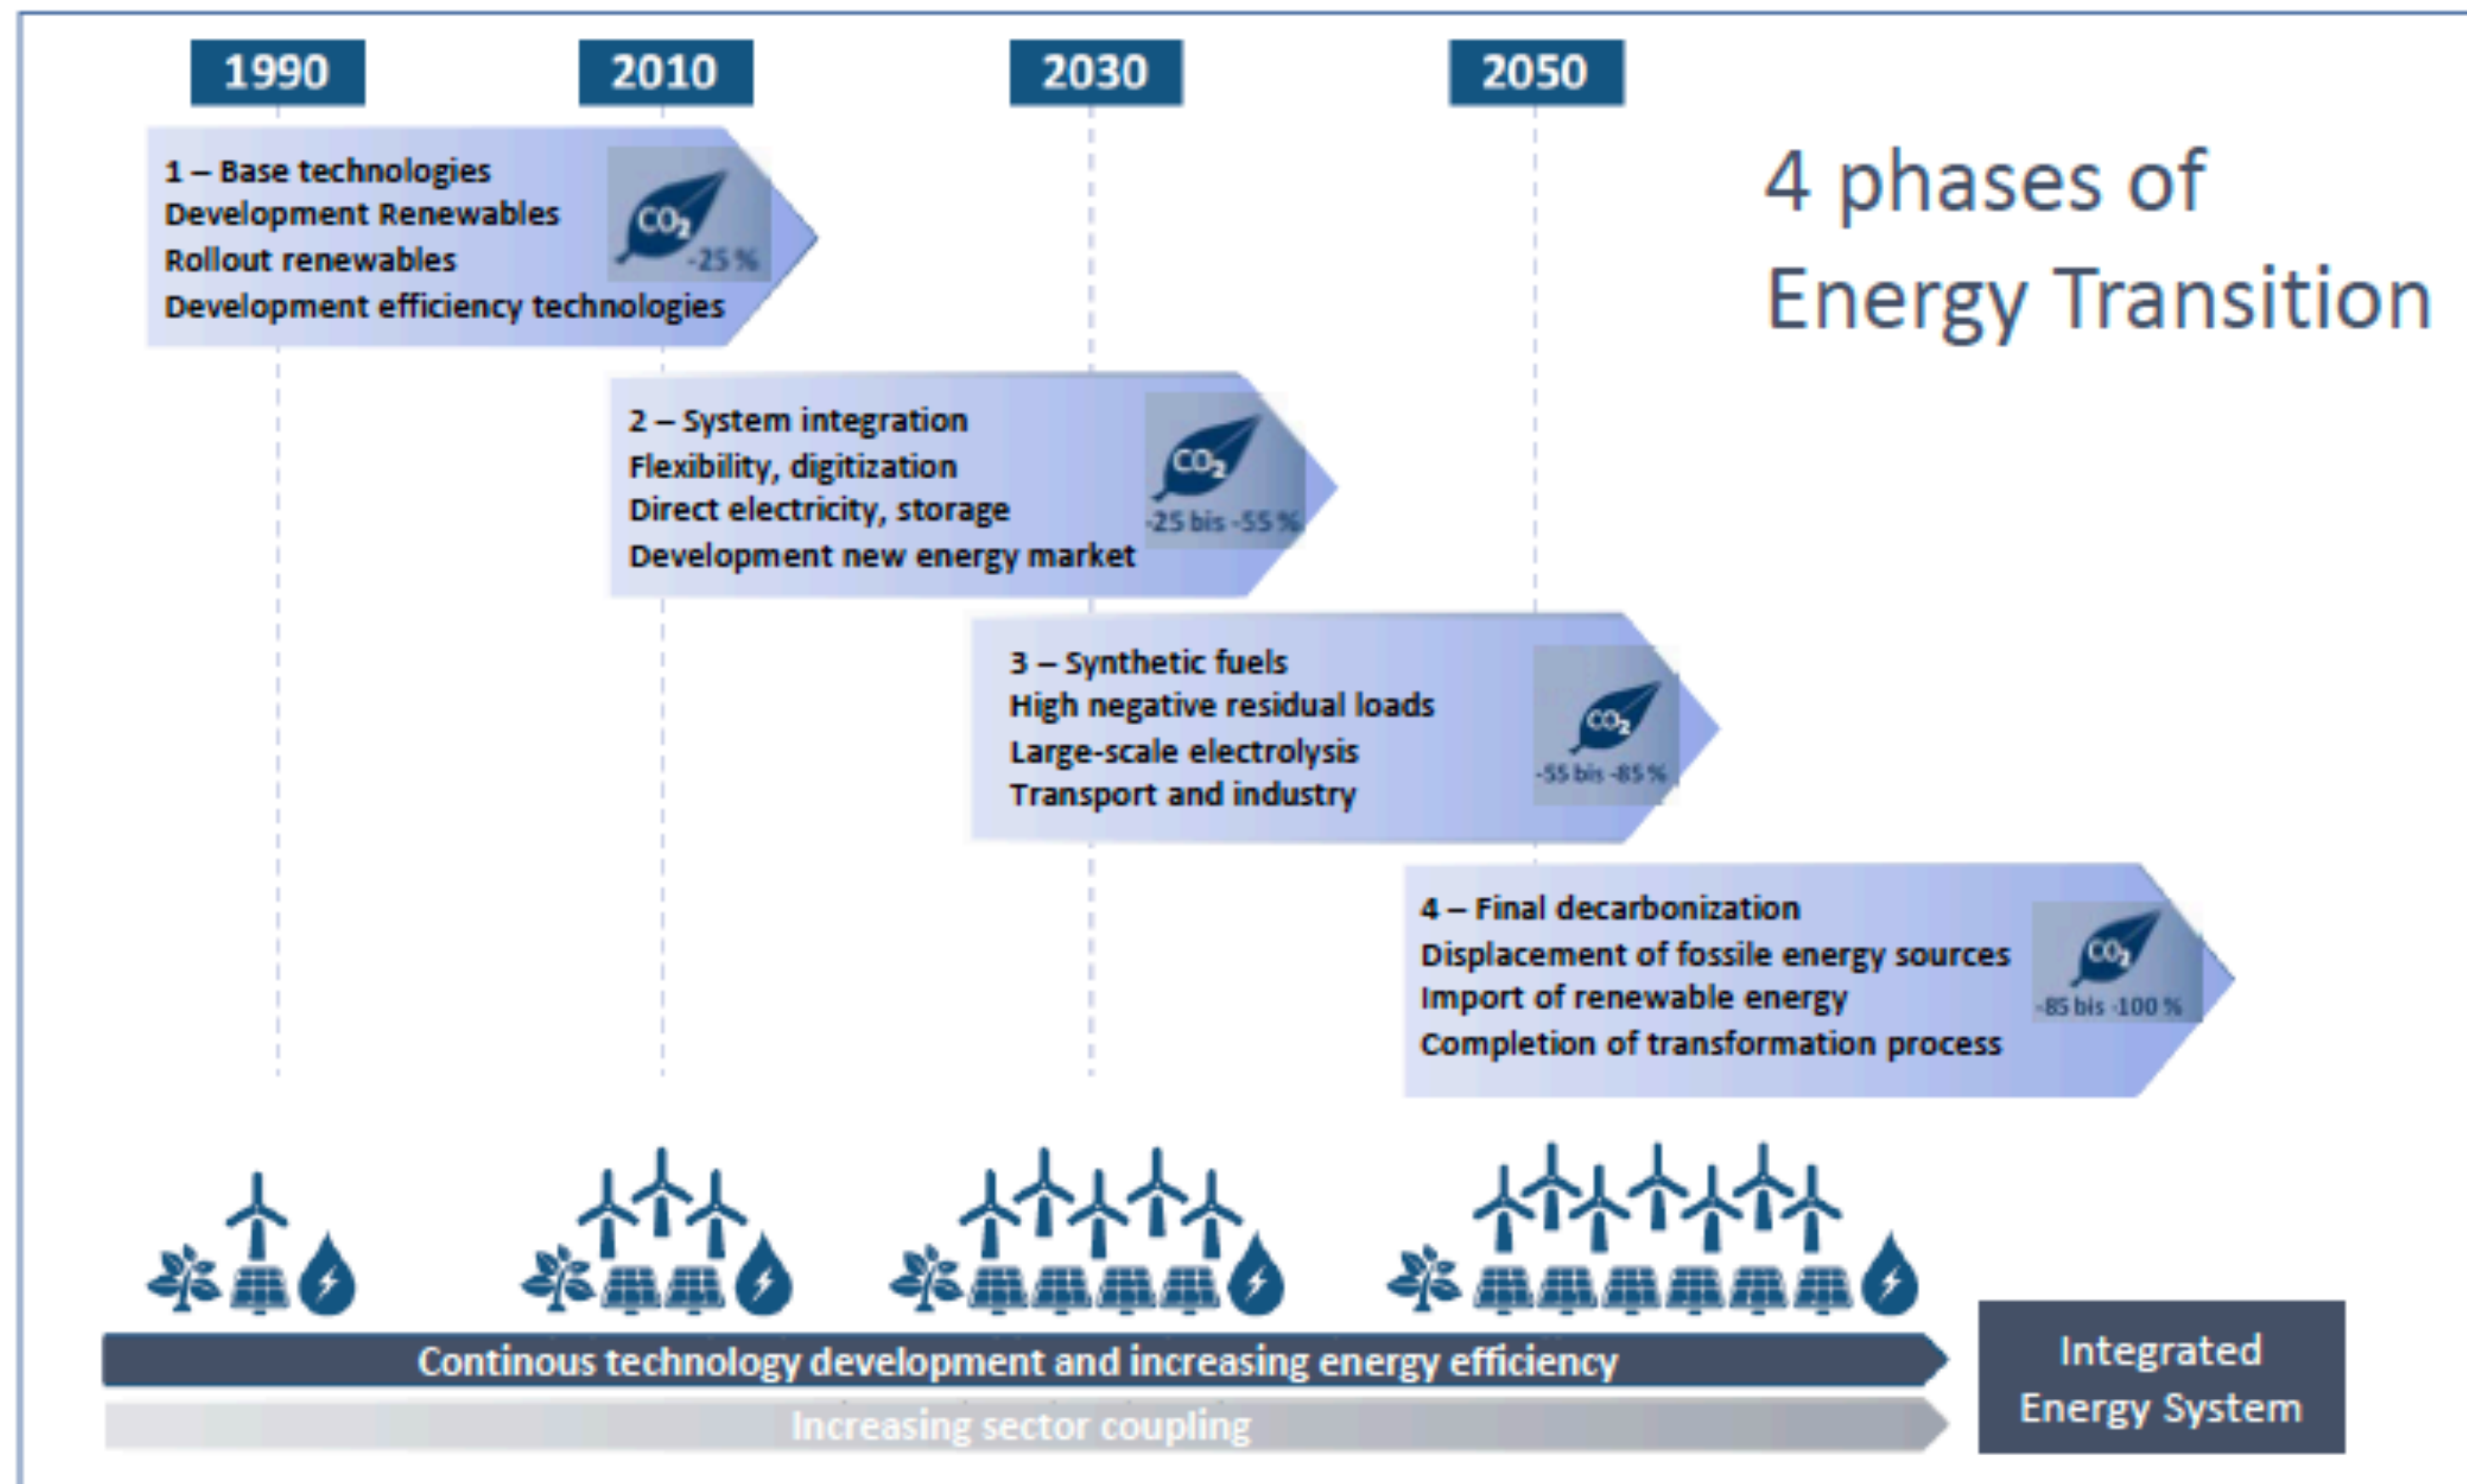 1990
2010
2030
2050
4 phases of
Energy Transition
1 – Base technologies
Development Renewables
Rollout renewables
Development efficiency technologies
CO₂
-25 %
2 – System integration
Flexibility, digitization
Direct electricity, storage
Development new energy market
CO₂
-25 bis -55 %
3 – Synthetic fuels
High negative residual loads
Large-scale electrolysis
Transport and industry
CO₂
-55 bis -85 %
4 – Final decarbonization
Displacement of fossile energy sources
Import of renewable energy
Completion of transformation process
CO₂
-85 bis -100 %
Continous technology development and increasing energy efficiency
Increasing sector coupling
Integrated
Energy System